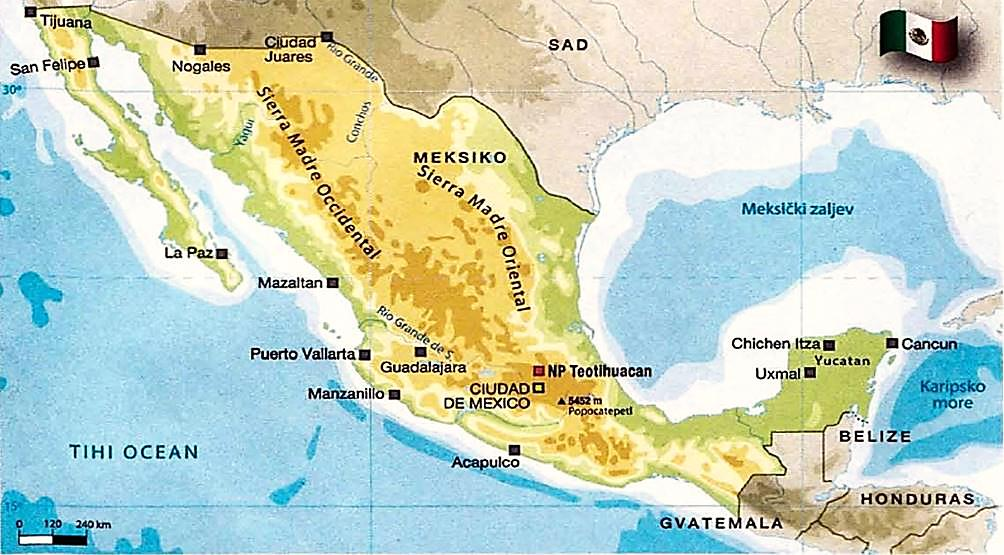 Tijuana
SAD
Ciudad
Juares
Rio Grande
San Felipe
Nogales
30°
Sierra Madre Occidental
Conchos
Yaqui
MEKSIKO
Sierra Madre Oriental
Meksički zaljev
La Paz
Mazaltan
Rio Grande de S.
Puerto Vallarta
Guadalajara
Chichen Itza
Cancun
Yucatan
Uxmal
NP Teotihuacan
CIUDAD
DE MEXICO
5452 m
Popocatepetl
Manzanillo
Karipsko
more
BELIZE
TIHI OCEAN
Acapulco
HONDURAS
15°
GVATEMALA
0 120 240 km